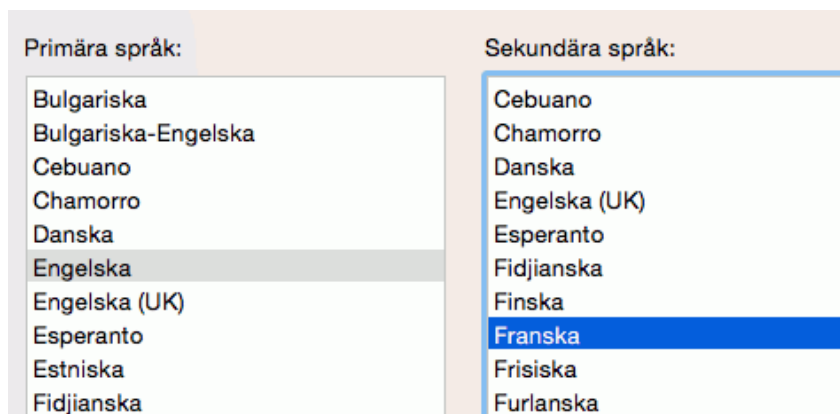 Primära språk:
Bulgariska
Bulgariska-Engelska
Cebuano
Chamorro
Danska
Engelska
Engelska (UK)
Esperanto
Estniska
Fidjianska
Sekundära språk:
Cebuano
Chamorro
Danska
Engelska (UK)
Esperanto
Fidjianska
Finska
Franska
Frisiska
Furlanska